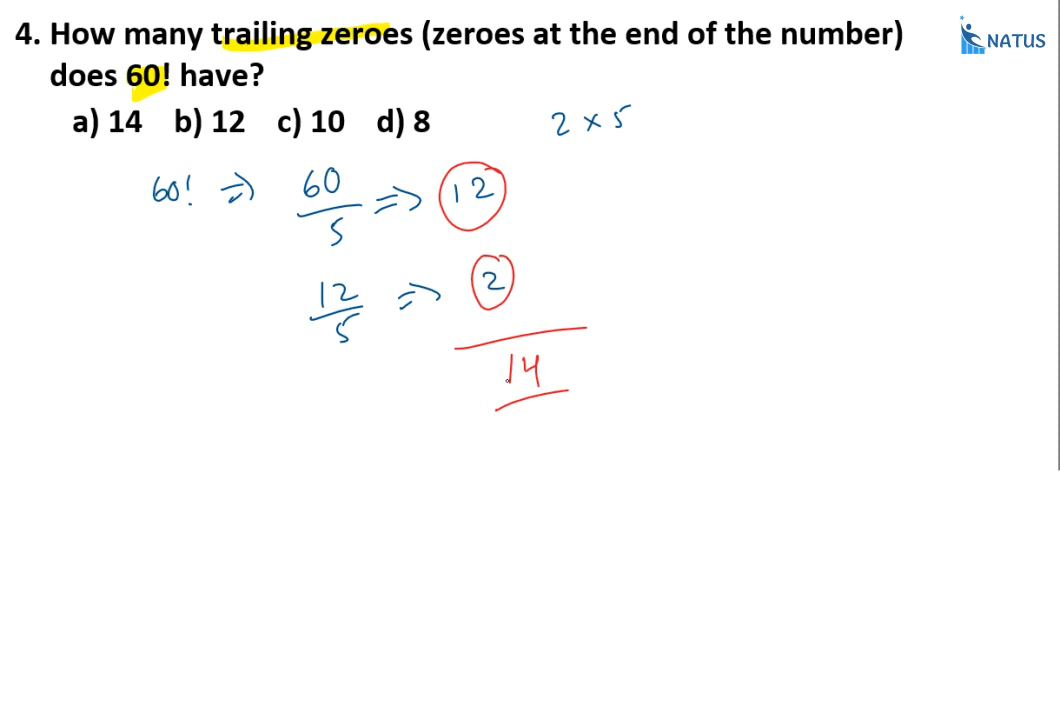 4. How many trailing zeroes (zeroes at the end of the number)
does 60! have?
NATUS
a) 14 b) 12 c) 10 d) 8
2 × 5
60! ⇒ 60/5 ⇒ 12
12/5 ⇒ 2
14